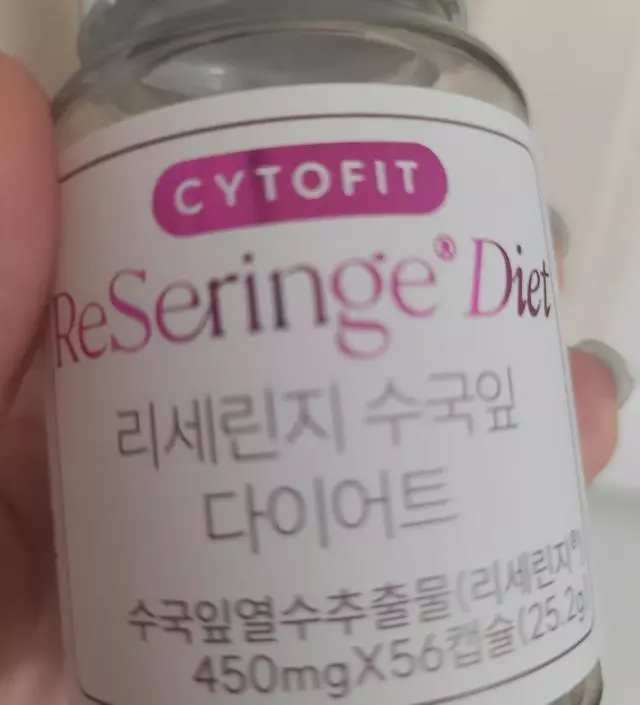 CYTOFIT
ReSeringe® Diet
리세린지 수국잎
다이어트
수국잎열수추출물(리세린지®)
450mgX56캡슐(25.2g